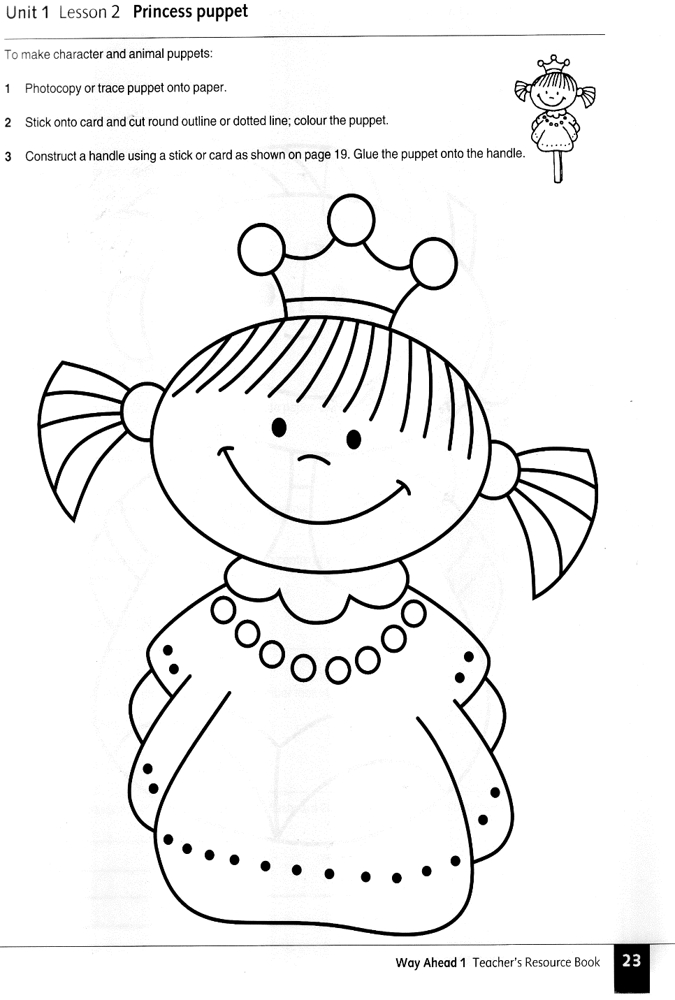 Unit 1 Lesson 2 Princess puppet
To make character and animal puppets:
1 Photocopy or trace puppet onto paper.
2 Stick onto card and cut round outline or dotted line; colour the puppet.
3 Construct a handle using a stick or card as shown on page 19. Glue the puppet onto the handle.
Way Ahead 1 Teacher's Resource Book 23